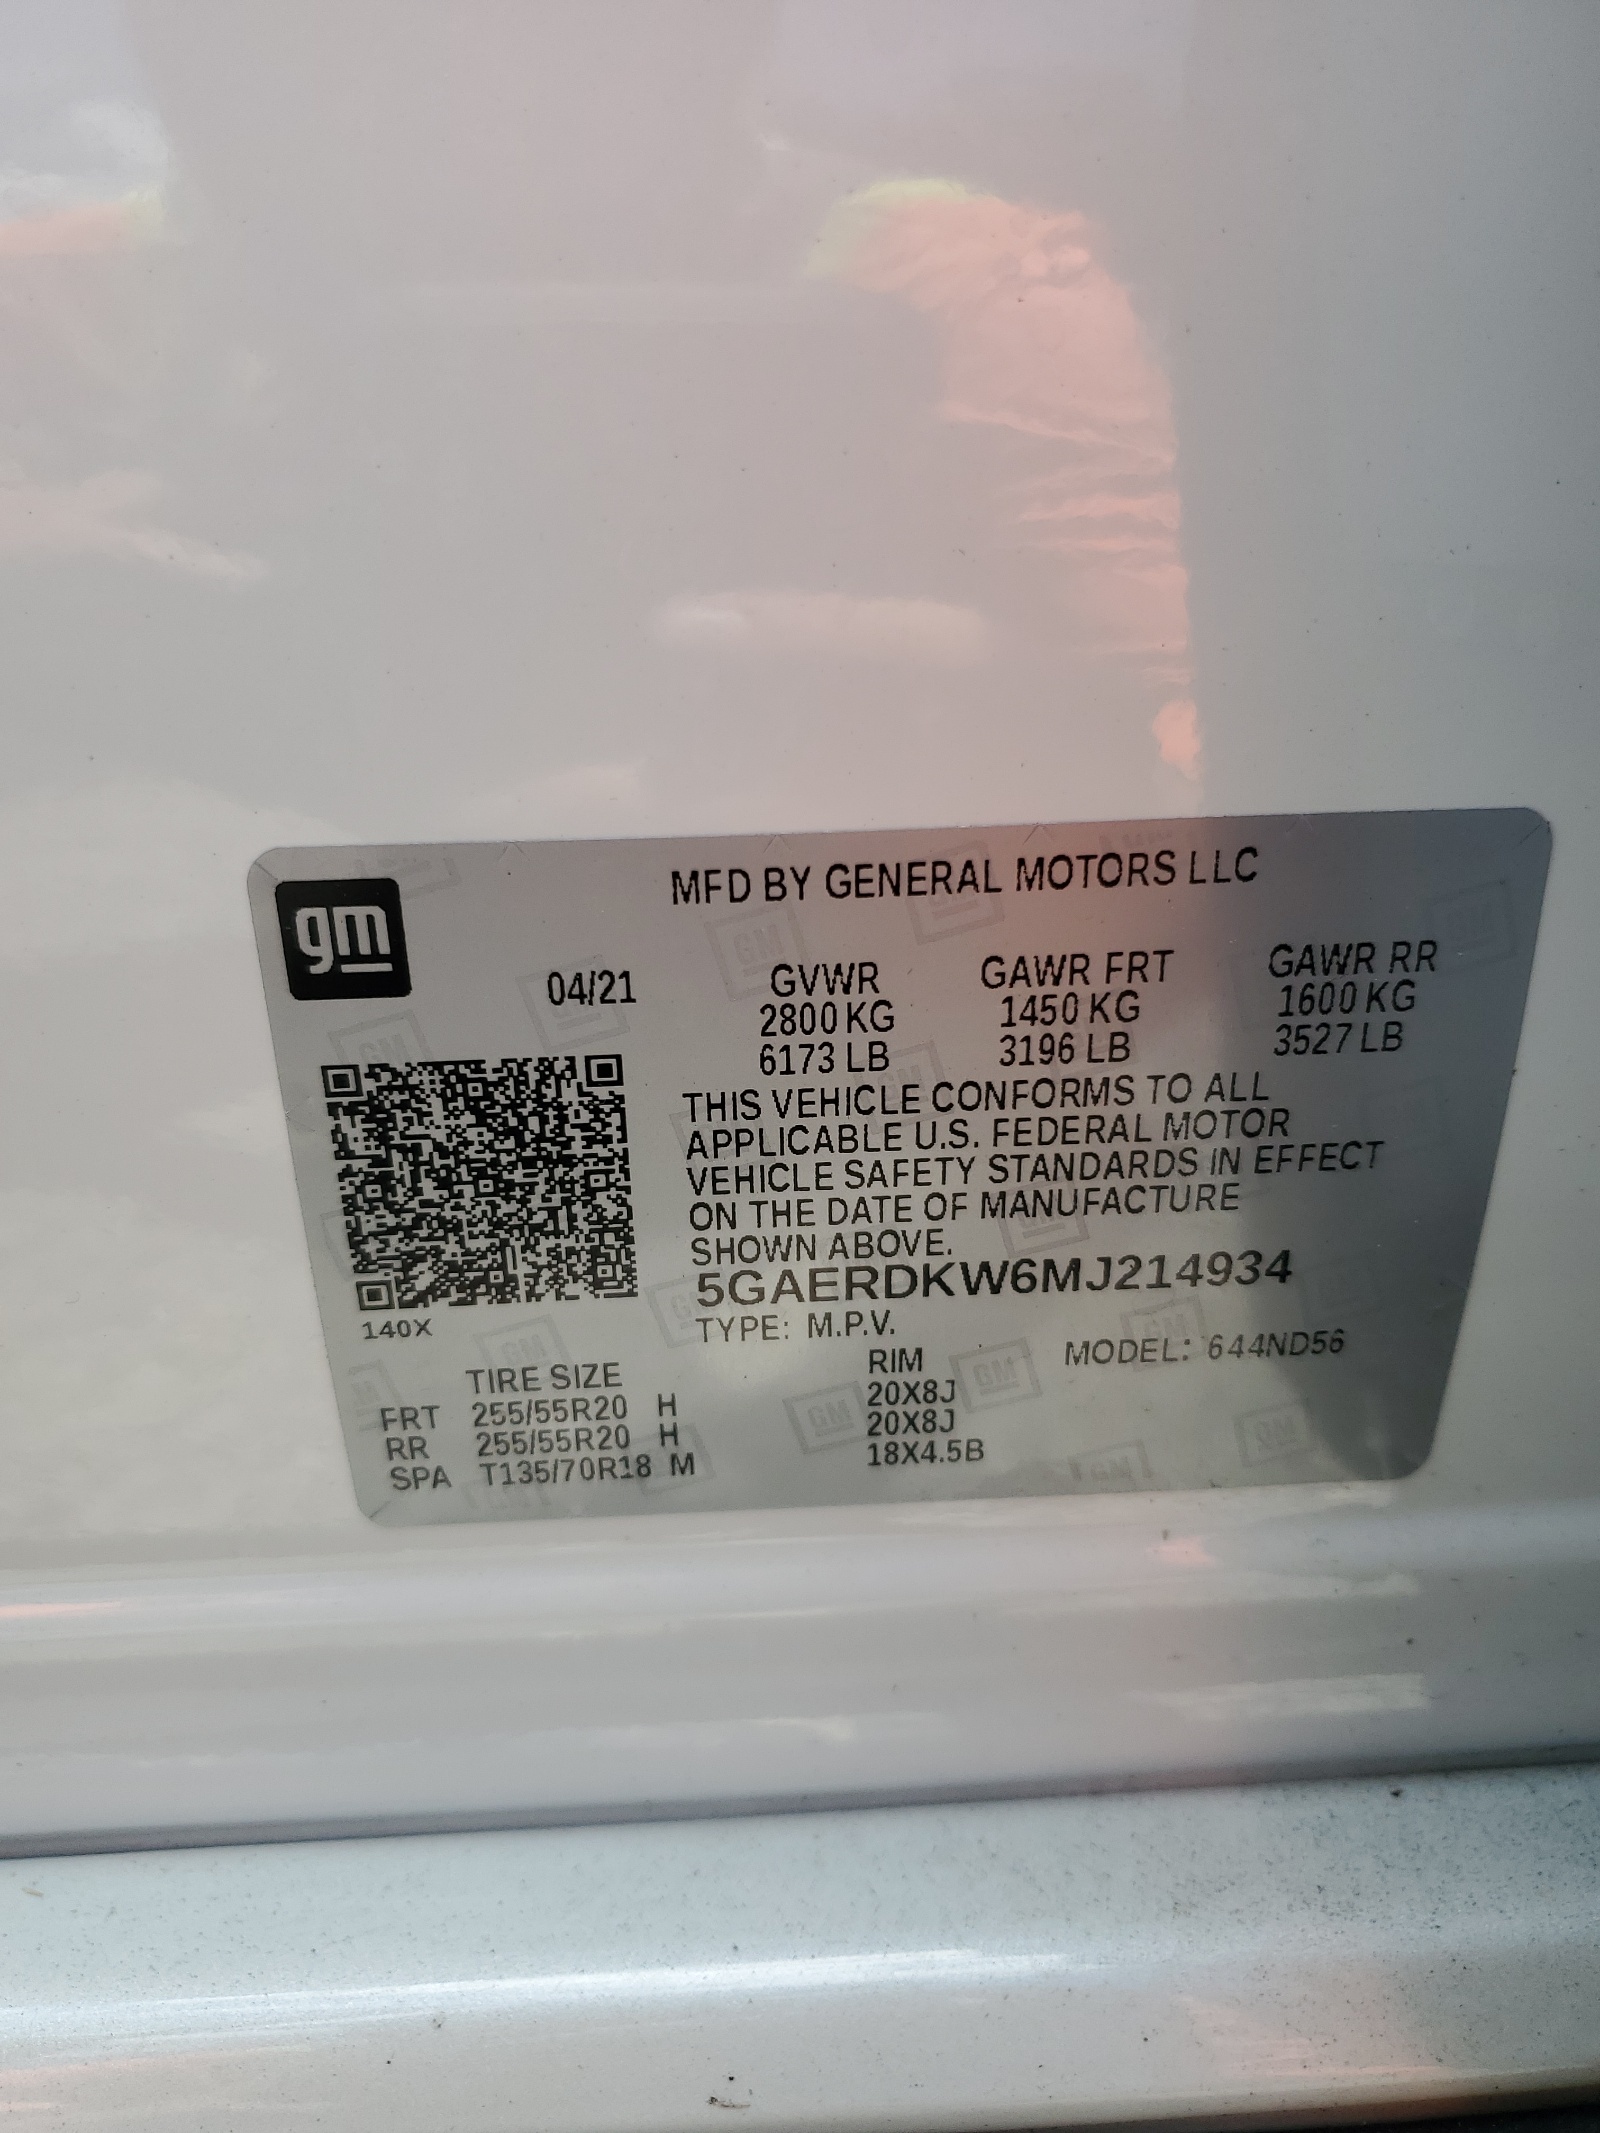 gm
MFD BY GENERAL MOTORS LLC
04/21 GVWR GAWR FRT GAWR RR
2800 KG 1450 KG 1600 KG
6173 LB 3196 LB 3527 LB
THIS VEHICLE CONFORMS TO ALL
APPLICABLE U.S. FEDERAL MOTOR
VEHICLE SAFETY STANDARDS IN EFFECT
ON THE DATE OF MANUFACTURE
SHOWN ABOVE.
5GAERDKW6MJ214934
140X
TYPE: M.P.V. MODEL: 644ND56
TIRE SIZE RIM
FRT 255/55R20 H 20X8J
RR 255/55R20 H 20X8J
SPA T135/70R18 M 18X4.5B